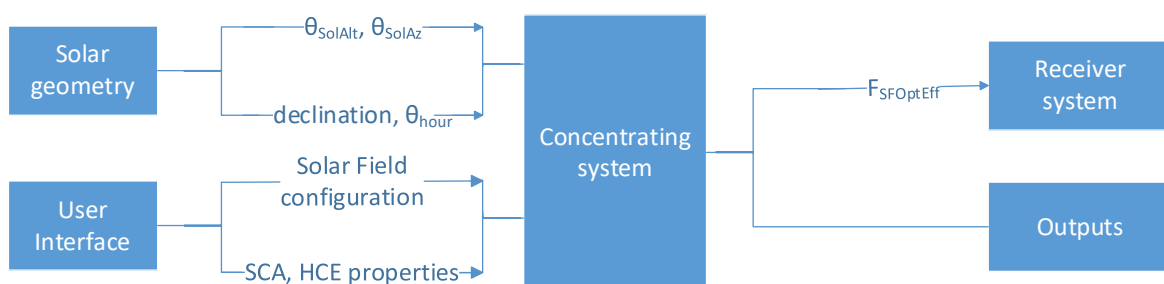 Solar
geometry
θSolAlt, θSolAz
declination, θhour
User
Interface
Solar Field
configuration
SCA, HCE properties
Concentrating
system
FSFOptEff
Receiver
system
Outputs